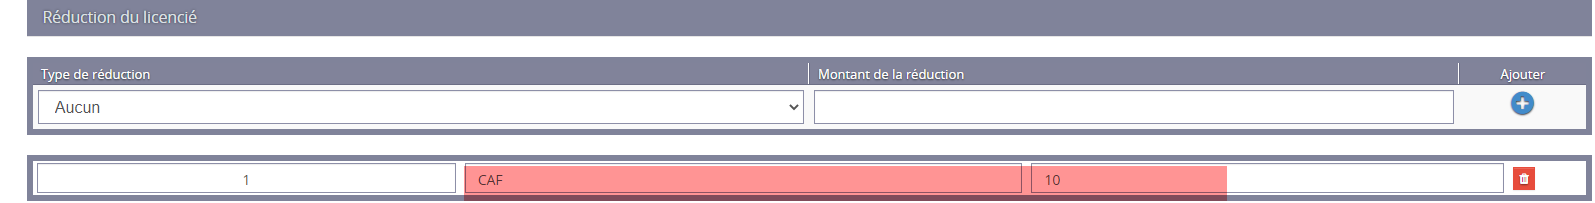 Réduction du licencié
Type de réduction Montant de la réduction Ajouter
Aucun
1 CAF 10